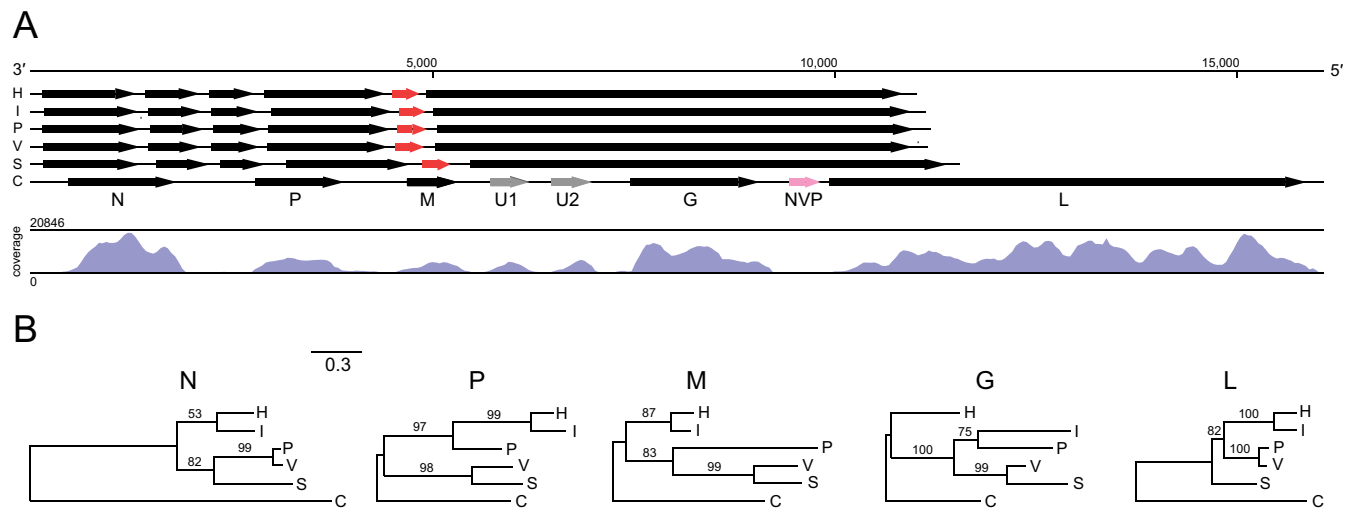 A
3′ 5,000 10,000 15,000 5′
H
I
P
V
S
C
N P M U1 U2 G NVP L
20846
coverage
0
B
0.3
N P M G L
53 H
I
99 P
82 V
S
C
99 H
97 I
P
98 V
S
C
87 H
I
83 P
99 V
S
C
H
75 I
100 P
99 V
S
C
100 H
82 I
100 P
V
S
C